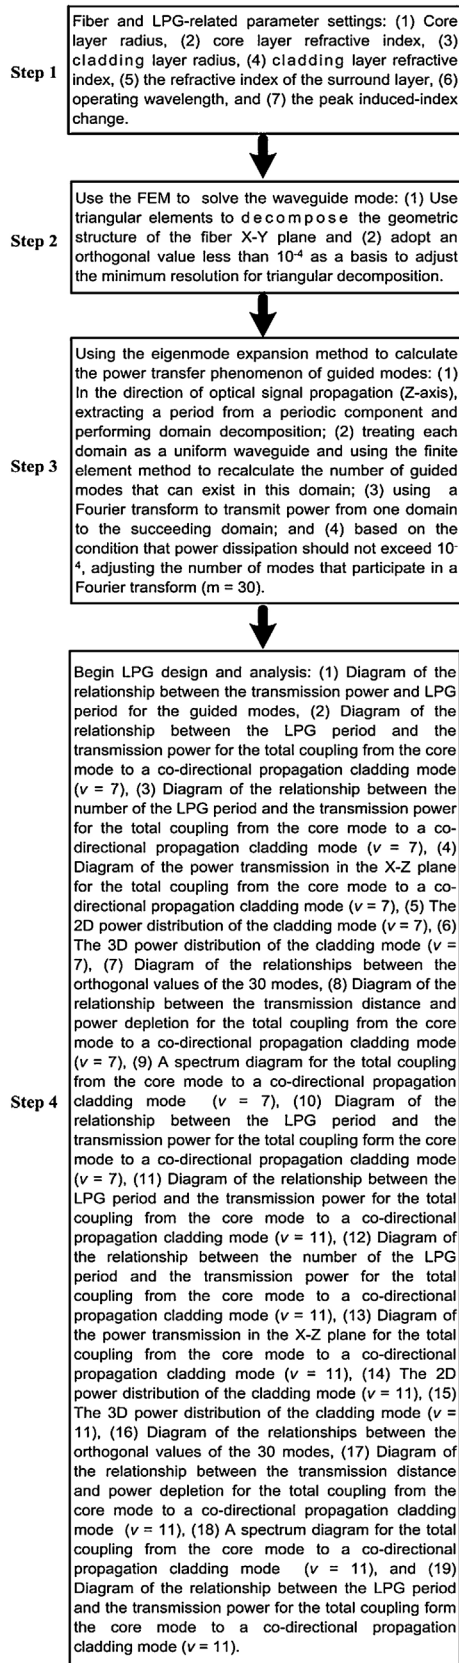 Step 1
Fiber and LPG-related parameter settings: (1) Core
layer radius, (2) core layer refractive index, (3)
cladding layer radius, (4) cladding layer refractive
index, (5) the refractive index of the surround layer, (6)
operating wavelength, and (7) the peak induced-index
change.
Step 2
Use the FEM to solve the waveguide mode: (1) Use
triangular elements to decompose the geometric
structure of the fiber X-Y plane and (2) adopt an
orthogonal value less than 10⁻⁴ as a basis to adjust
the minimum resolution for triangular decomposition.
Step 3
Using the eigenmode expansion method to calculate
the power transfer phenomenon of guided modes: (1)
In the direction of optical signal propagation (Z-axis),
extracting a period from a periodic component and
performing domain decomposition; (2) treating each
domain as a uniform waveguide and using the finite
element method to recalculate the number of guided
modes that can exist in this domain; (3) using a
Fourier transform to transmit power from one domain
to the succeeding domain; and (4) based on the
condition that power dissipation should not exceed 10⁻
⁴, adjusting the number of modes that participate in a
Fourier transform (m = 30).
Step 4
Begin LPG design and analysis: (1) Diagram of the
relationship between the transmission power and LPG
period for the guided modes, (2) Diagram of the
relationship between the LPG period and the
transmission power for the total coupling from the core
mode to a co-directional propagation cladding mode
(v = 7), (3) Diagram of the relationship between the
number of the LPG period and the transmission power
for the total coupling from the core mode to a co-
directional propagation cladding mode (v = 7), (4)
Diagram of the power transmission in the X-Z plane
for the total coupling from the core mode to a co-
directional propagation cladding mode (v = 7), (5) The
2D power distribution of the cladding mode (v = 7), (6)
The 3D power distribution of the cladding mode (v =
7), (7) Diagram of the relationships between the
orthogonal values of the 30 modes, (8) Diagram of the
relationship between the transmission distance and
power depletion for the total coupling from the core
mode to a co-directional propagation cladding mode
(v = 7), (9) A spectrum diagram for the total coupling
from the core mode to a co-directional propagation
cladding mode (v = 7), (10) Diagram of the
relationship between the LPG period and the
transmission power for the total coupling form the core
mode to a co-directional propagation cladding mode
(v = 7), (11) Diagram of the relationship between the
LPG period and the transmission power for the total
coupling from the core mode to a co-directional
propagation cladding mode (v = 11), (12) Diagram of
the relationship between the number of the LPG
period and the transmission power for the total
coupling from the core mode to a co-directional
propagation cladding mode (v = 11), (13) Diagram of
the power transmission in the X-Z plane for the total
coupling from the core mode to a co-directional
propagation cladding mode (v = 11), (14) The 2D
power distribution of the cladding mode (v = 11), (15)
The 3D power distribution of the cladding mode (v =
11), (16) Diagram of the relationships between the
orthogonal values of the 30 modes, (17) Diagram of
the relationship between the transmission distance
and power depletion for the total coupling from the
core mode to a co-directional propagation cladding
mode (v = 11), (18) A spectrum diagram for the total
coupling from the core mode to a co-directional
propagation cladding mode (v = 11), and (19)
Diagram of the relationship between the LPG period
and the transmission power for the total coupling form
the core mode to a co-directional propagation
cladding mode (v = 11).